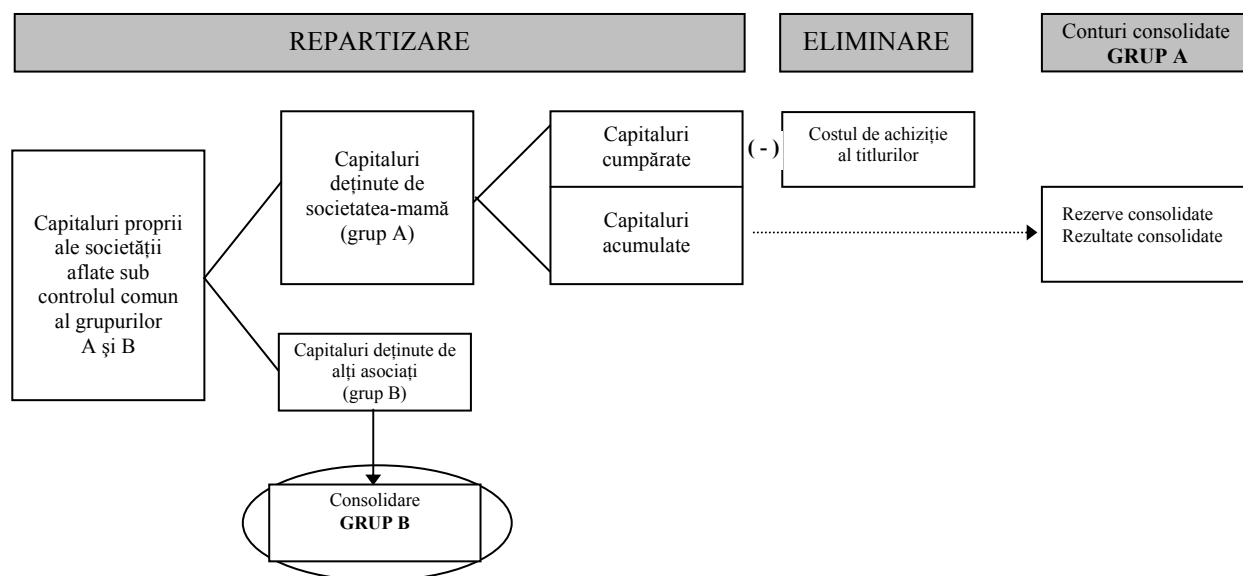 REPARTIZARE
ELIMINARE
Conturi consolidate
GRUP A
Capitaluri proprii
ale societății
aflate sub
controlul comun
al grupurilor
A şi B
Capitaluri
deținute de
societatea-mamă
(grup A)
Capitaluri
cumpărate
( - )
Costul de achiziție
al titlurilor
Capitaluri
acumulate
Rezerve consolidate
Rezultate consolidate
Capitaluri deținute de
alți asociați
(grup B)
Consolidare
GRUP B